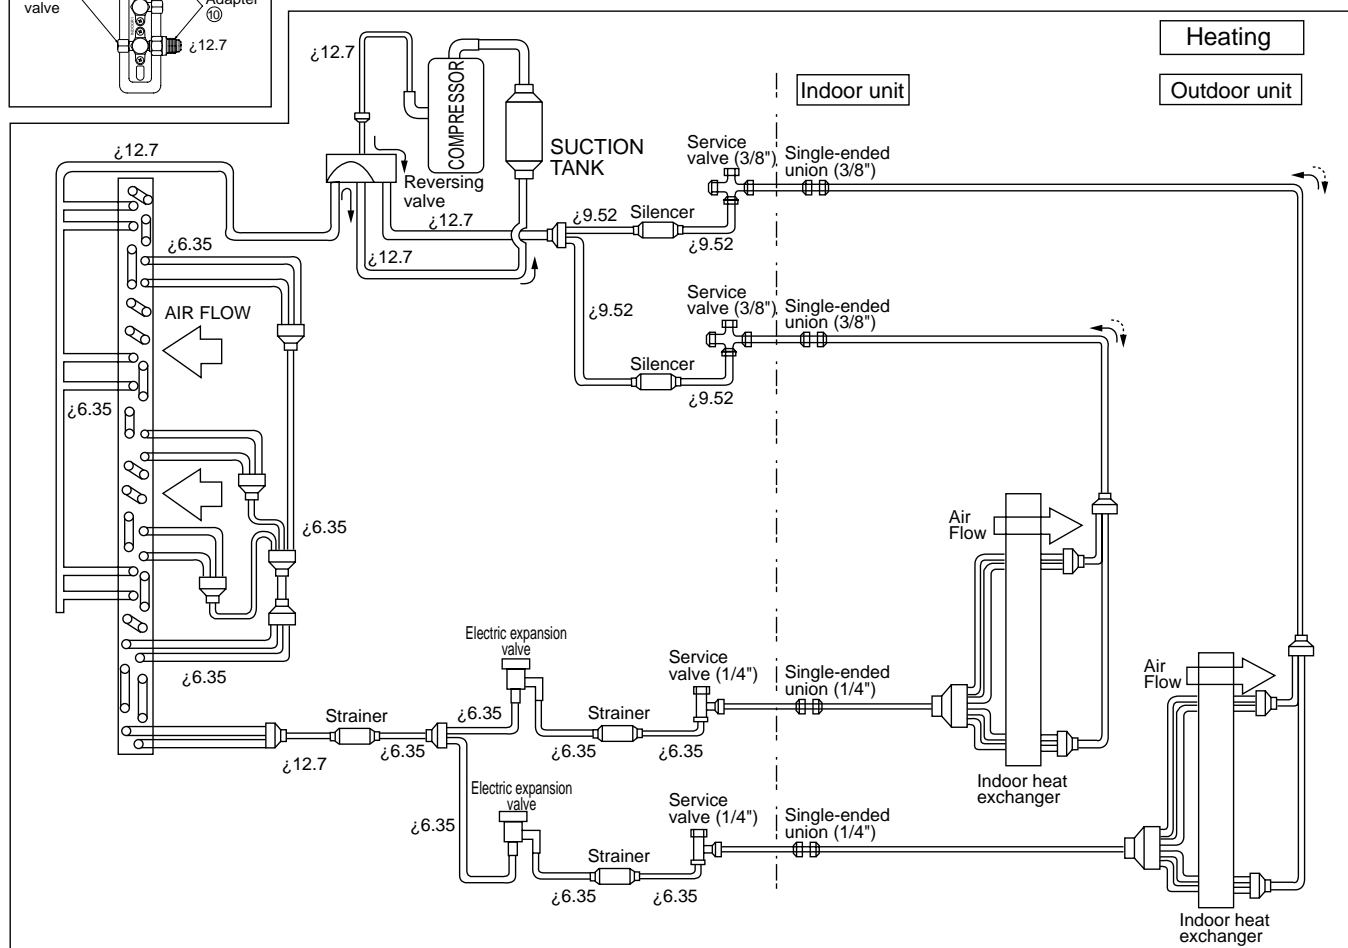 valve
Adapter
⑩
¿12.7
Heating
Indoor unit
Outdoor unit
¿12.7
COMPRESSOR
SUCTION
TANK
¿12.7
Reversing
valve
¿12.7
¿12.7
¿9.52
Silencer
¿9.52
Service
valve (3/8")
Single-ended
union (3/8")
¿6.35
AIR FLOW
¿9.52
Service
valve (3/8")
Single-ended
union (3/8")
Silencer
¿9.52
¿6.35
¿6.35
Air
Flow
¿6.35
Electric expansion
valve
Service
valve (1/4")
Single-ended
union (1/4")
Air
Flow
¿6.35
Strainer
¿6.35
¿12.7
Strainer
¿6.35
¿6.35
Indoor heat
exchanger
Electric expansion
valve
¿6.35
Service
valve (1/4")
Single-ended
union (1/4")
Strainer
¿6.35
¿6.35
Indoor heat
exchanger